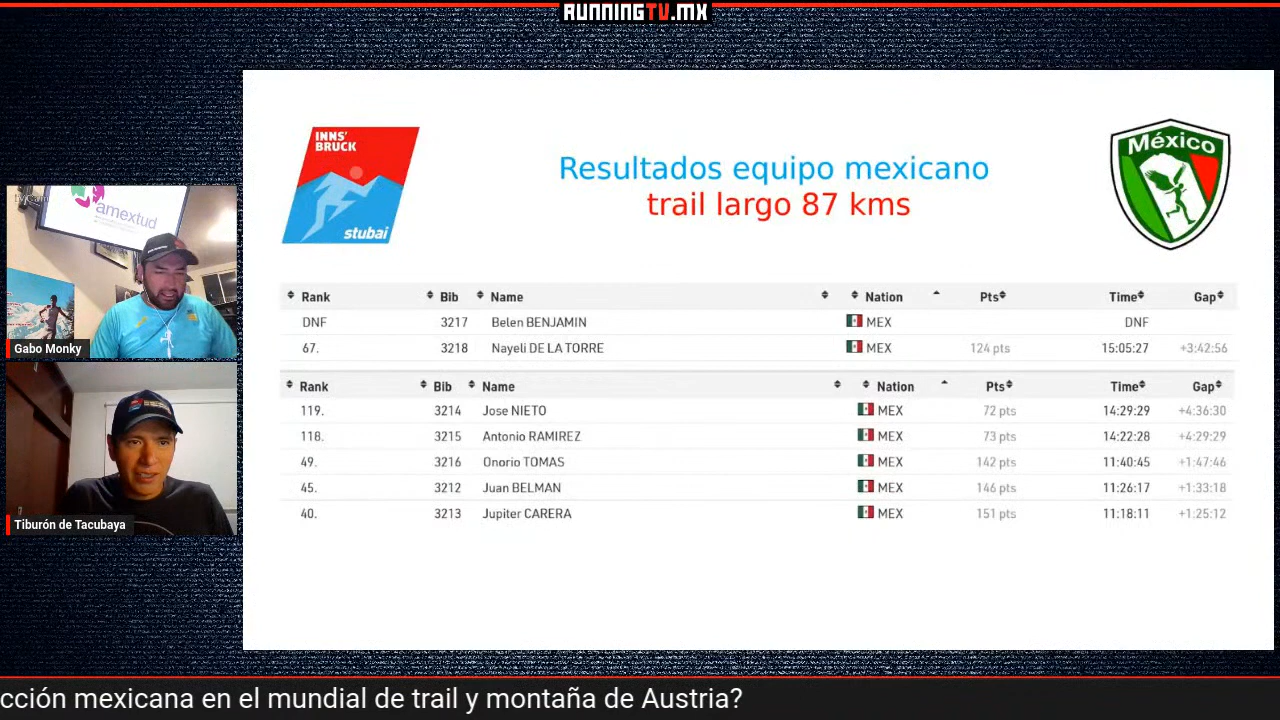 RUNNINGTV.MX
INNS'
BRUCK
stubai
Resultados equipo mexicano
trail largo 87 kms
México
amextud
Gabo Monky
Tiburón de Tacubaya
Rank Bib Name Nation Pts Time Gap
DNF 3217 Belen BENJAMIN MEX DNF
67. 3218 Nayeli DE LA TORRE MEX 124 pts 15:05:27 +3:42:56
Rank Bib Name Nation Pts Time Gap
119. 3214 Jose NIETO MEX 72 pts 14:29:29 +4:36:30
118. 3215 Antonio RAMIREZ MEX 73 pts 14:22:28 +4:29:29
49. 3216 Onorio TOMAS MEX 142 pts 11:40:45 +1:47:46
45. 3212 Juan BELMAN MEX 146 pts 11:26:17 +1:33:18
40. 3213 Jupiter CARERA MEX 151 pts 11:18:11 +1:25:12
cción mexicana en el mundial de trail y montaña de Austria?